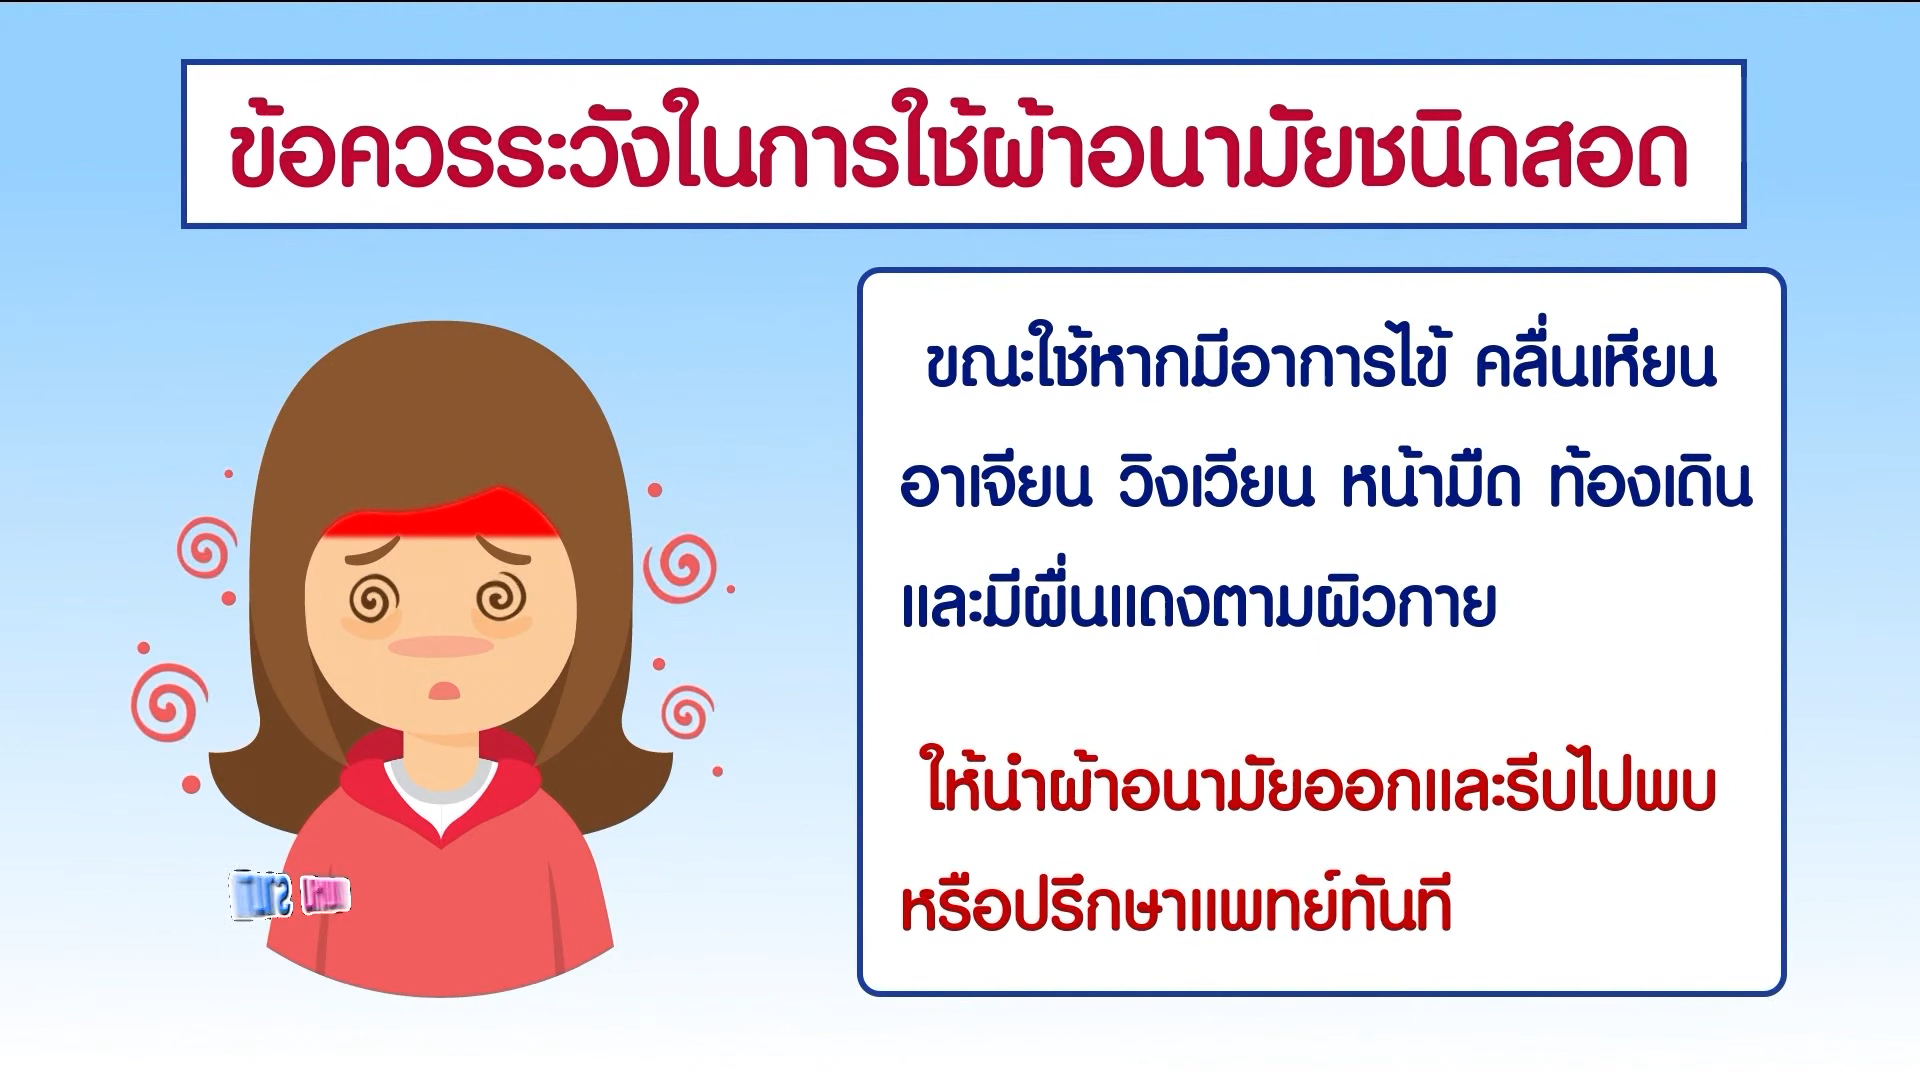 ข้อควรระวังในการใช้ผ้าอนามัยชนิดสอด
ขณะใช้หากมีอาการไข้ คลื่นเหียน
อาเจียน วิงเวียน หน้ามืด ท้องเดิน
และมีผื่นแดงตามผิวกาย
ให้นำผ้าอนามัยออกและรีบไปพบ
หรือปรึกษาแพทย์ทันที